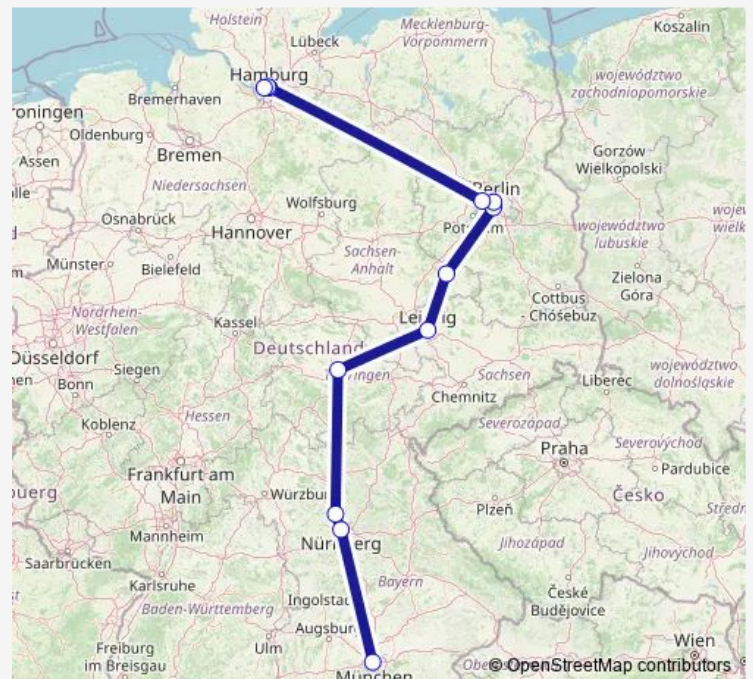 Holstein
Mecklenburg-
Vorpommern
Koszalin
Lübeck
Hamburg
województwo
zachodniopomorskie
Bremerhaven
roningen
Oldenburg
Assen
Bremen
Gorzów
Wielkopolski
Niedersachsen
Berlin
Wolfsburg
Osnabrück
Hannover
województwo
lubuskie
Sachsen-
Anhalt
Münster
Bielefeld
Zielona
Góra
Cottbus
- Chóśebuz
Nordrhein-
Westfalen
Kassel
Düsseldorf
Deutschland
Siegen
Bonn
Sachsen
Liberec
województwo
dolnośląskie
Chemnitz
Hessen
Koblenz
Severozápad
Severovýchod
Praha
Pardubice
Frankfurt am
Main
Česko
Plzeň
Mannheim
Jihozápad
Jihovýchod
Saarbrücken
Karlsruhe
Bayern
České
Budějovice
Baden-Württemberg
Ulm
Freiburg
im Breisgau
Wien
München
© OpenStreetMap contributors